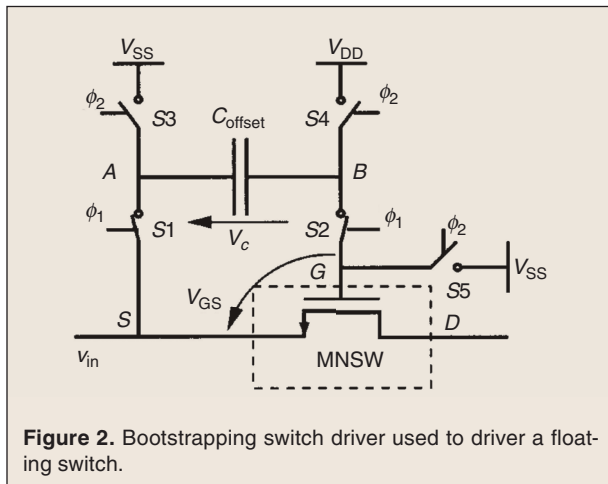 V_SS V_DD
ϕ_2 S3 C_offset S4 ϕ_2
A B
ϕ_1 S1 V_c S2 ϕ_1
ϕ_2
G S5 V_SS
V_GS
S D
v_in MNSW
Figure 2. Bootstrapping switch driver used to driver a float-
ing switch.